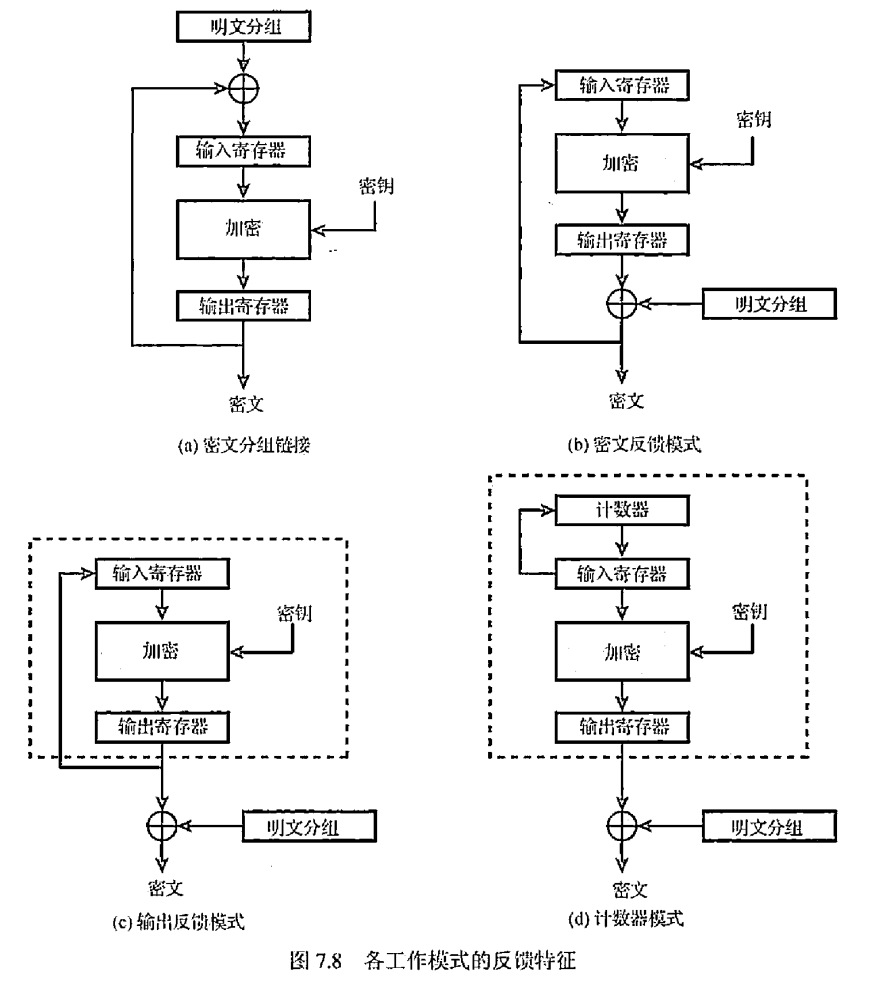 明文分组
输入寄存器
密钥
加密
输出寄存器
密文
(a) 密文分组链接
输入寄存器
密钥
加密
输出寄存器
明文分组
密文
(b) 密文反馈模式
输入寄存器
密钥
加密
输出寄存器
明文分组
密文
(c) 输出反馈模式
计数器
输入寄存器
密钥
加密
输出寄存器
明文分组
密文
(d) 计数器模式
图 7.8 各工作模式的反馈特征